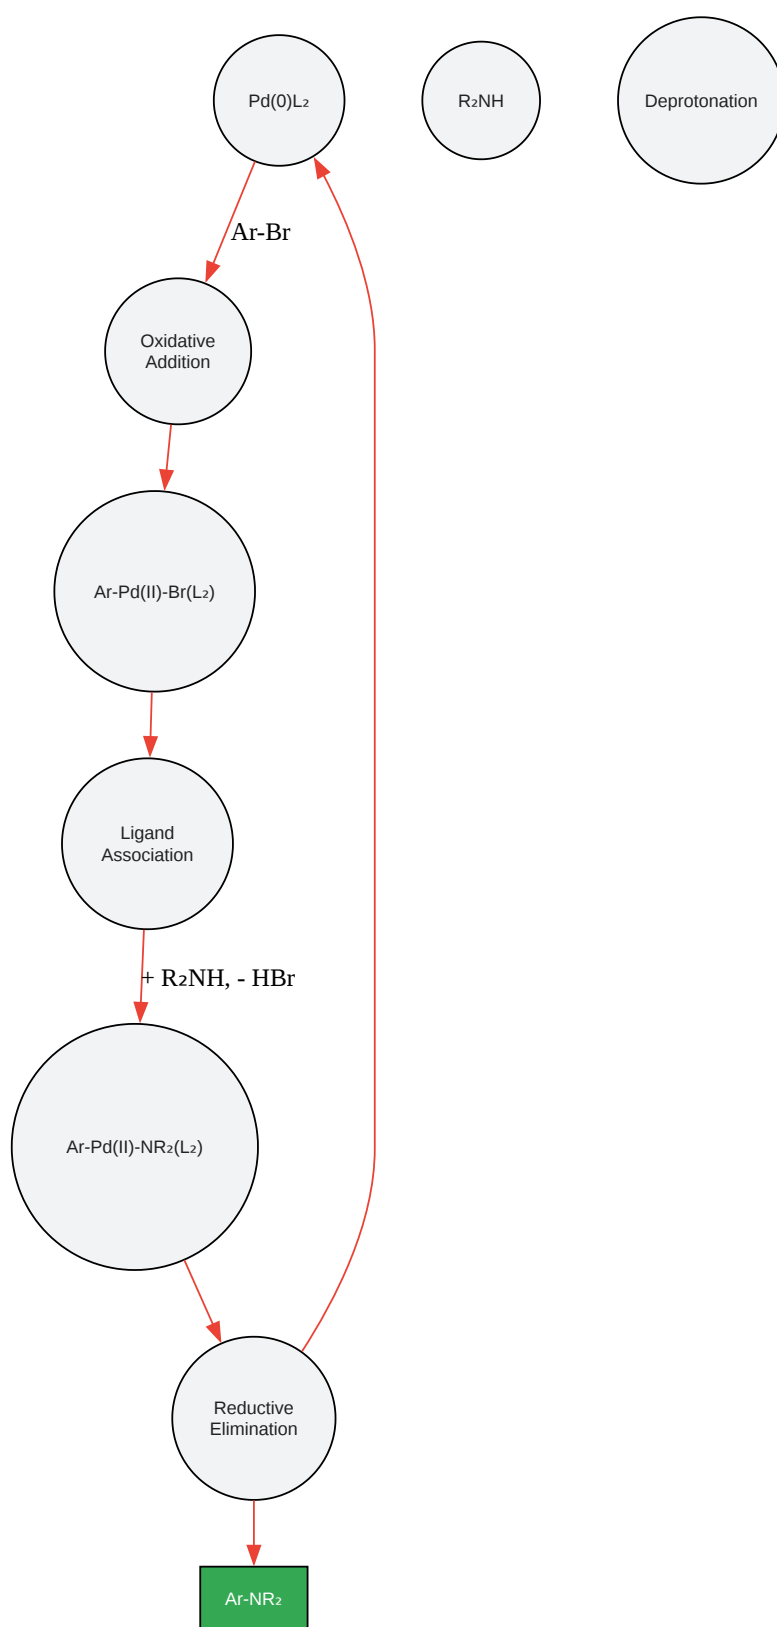 Pd(0)L₂
R₂NH
Deprotonation
Ar-Br
Oxidative
Addition
Ar-Pd(II)-Br(L₂)
Ligand
Association
+ R₂NH, - HBr
Ar-Pd(II)-NR₂(L₂)
Reductive
Elimination
Ar-NR₂